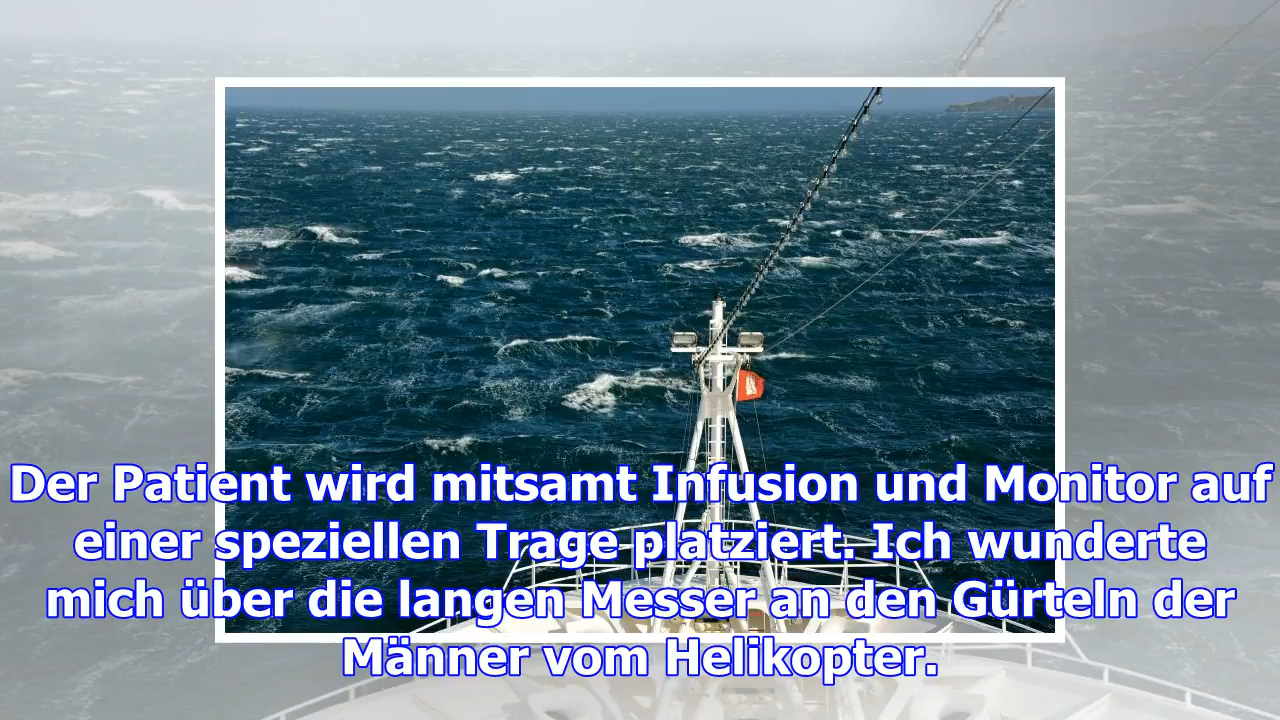 Der Patient wird mitsamt Infusion und Monitor auf
einer speziellen Trage platziert. Ich wunderte
mich über die langen Messer an den Gürteln der
Männer vom Helikopter.